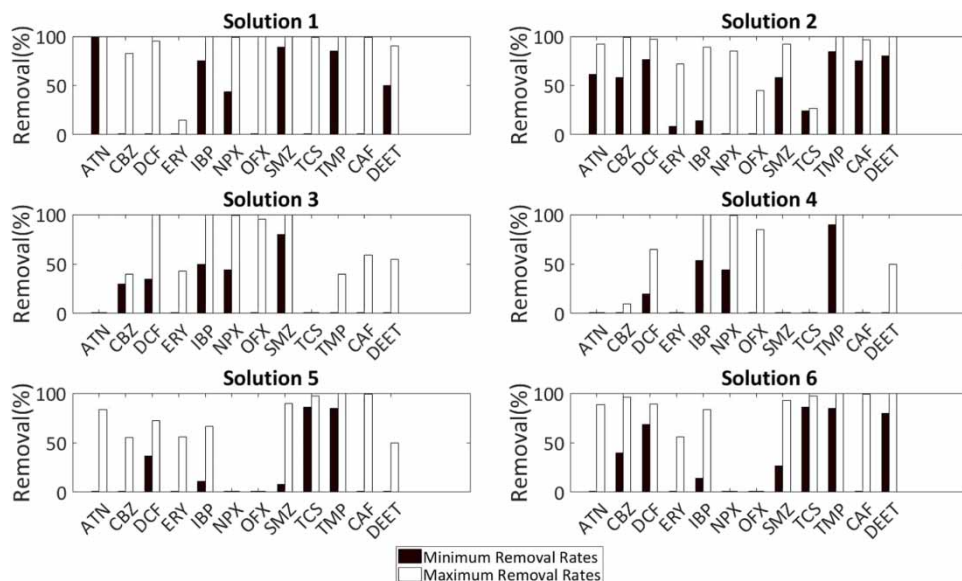 Solution 1
Removal(%)
100
50
0
ATN CBZ DCF ERY IBP NPX OFX SMZ TCS TMP CAF DEET
Solution 2
Removal(%)
100
50
0
ATN CBZ DCF ERY IBP NPX OFX SMZ TCS TMP CAF DEET
Solution 3
Removal(%)
100
50
0
ATN CBZ DCF ERY IBP NPX OFX SMZ TCS TMP CAF DEET
Solution 4
Removal(%)
100
50
0
ATN CBZ DCF ERY IBP NPX OFX SMZ TCS TMP CAF DEET
Solution 5
Removal(%)
100
50
0
ATN CBZ DCF ERY IBP NPX OFX SMZ TCS TMP CAF DEET
Solution 6
Removal(%)
100
50
0
ATN CBZ DCF ERY IBP NPX OFX SMZ TCS TMP CAF DEET
Minimum Removal Rates
Maximum Removal Rates